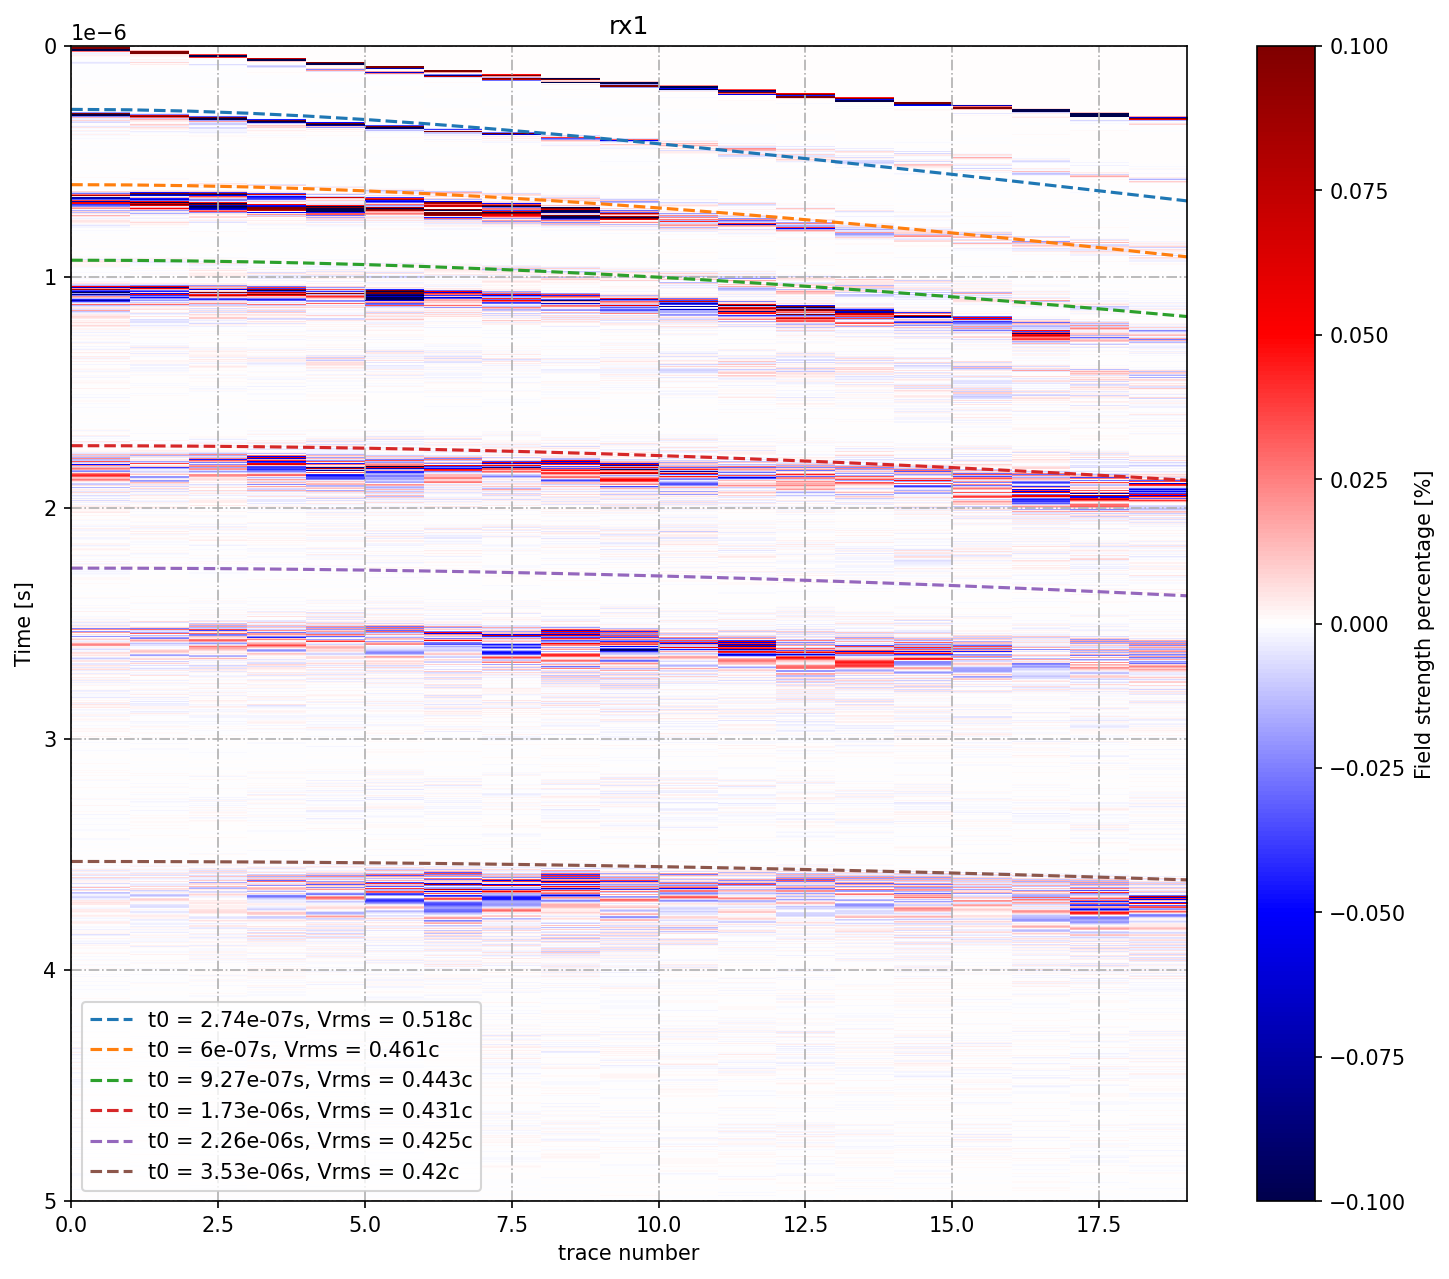 rx1
1e−6
0
1
2
3
4
5
Time [s]
0.0
2.5
5.0
7.5
10.0
12.5
15.0
17.5
trace number
t0 = 2.74e-07s, Vrms = 0.518c
t0 = 6e-07s, Vrms = 0.461c
t0 = 9.27e-07s, Vrms = 0.443c
t0 = 1.73e-06s, Vrms = 0.431c
t0 = 2.26e-06s, Vrms = 0.425c
t0 = 3.53e-06s, Vrms = 0.42c
0.100
0.075
0.050
0.025
0.000
−0.025
−0.050
−0.075
−0.100
Field strength percentage [%]